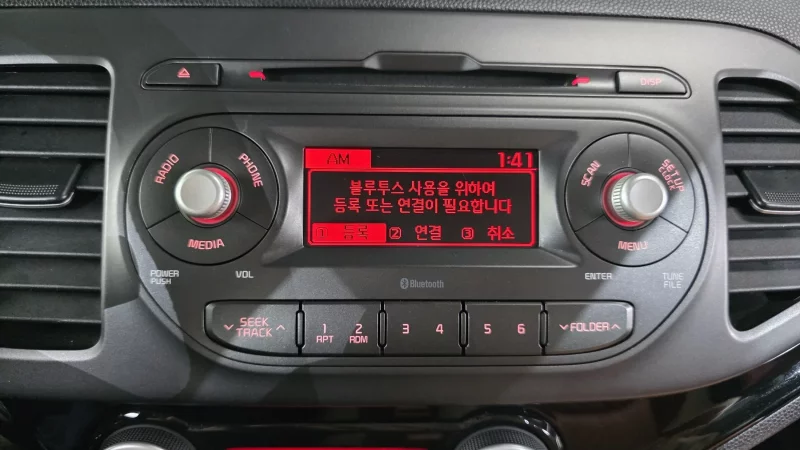 DISP
RADIO
PHONE
MEDIA
POWER
PUSH
VOL
AM 1:41
블루투스 사용을 위하여
등록 또는 연결이 필요합니다
① 등록 ② 연결 ③ 취소
SCAN
SETUP
CLOCK
MENU
ENTER
TUNE
FILE
Bluetooth
SEEK
TRACK
1 RPT
2 RDM
3 4
5 6
FOLDER